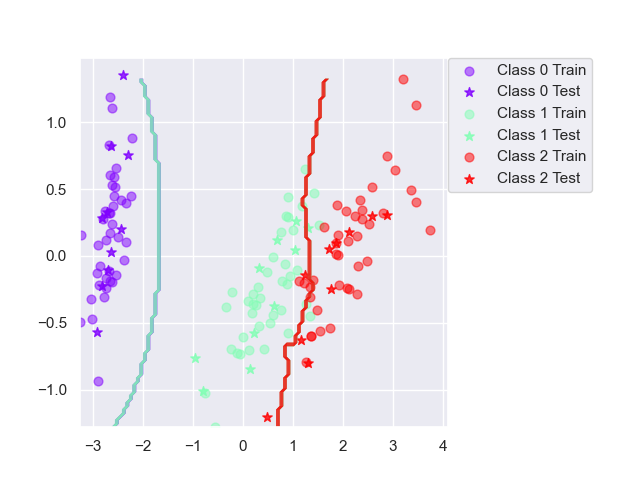 Class 0 Train
Class 0 Test
Class 1 Train
Class 1 Test
Class 2 Train
Class 2 Test
1.0
0.5
0.0
−0.5
−1.0
−3 −2 −1 0 1 2 3 4